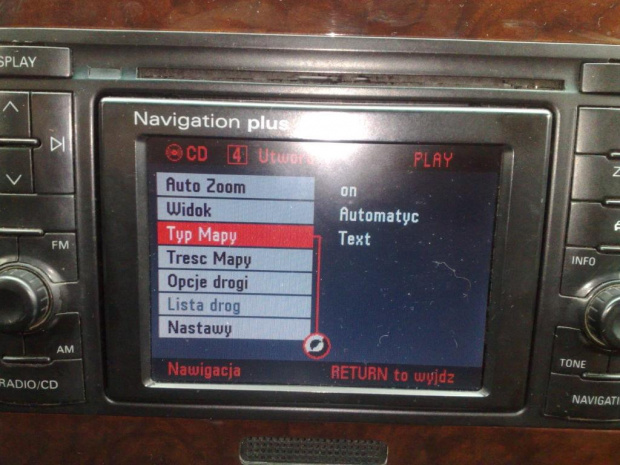 SPLAY
Navigation plus
CD 4 Utwor PLAY
Auto Zoom on
Widok Automatyc
Typ Mapy Text
Tresc Mapy
Opcje drogi
Lista drog
Nastawy
Nawigacja RETURN to wyjdz
FM
AM
RADIO/CD
Z
INFO
TONE
NAVIGATI